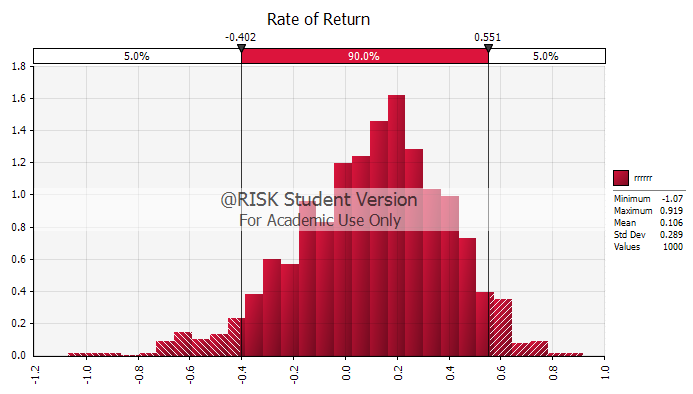 Rate of Return
-0.402 0.551
5.0% 90.0% 5.0%
1.8
1.6
1.4
1.2
1.0
0.8
0.6
0.4
0.2
0.0
@RISK Student Version
For Academic Use Only
-1.2 -1.0 -0.8 -0.6 -0.4 -0.2 0.0 0.2 0.4 0.6 0.8 1.0
rrrrrr
Minimum -1.07
Maximum 0.919
Mean 0.106
Std Dev 0.289
Values 1000